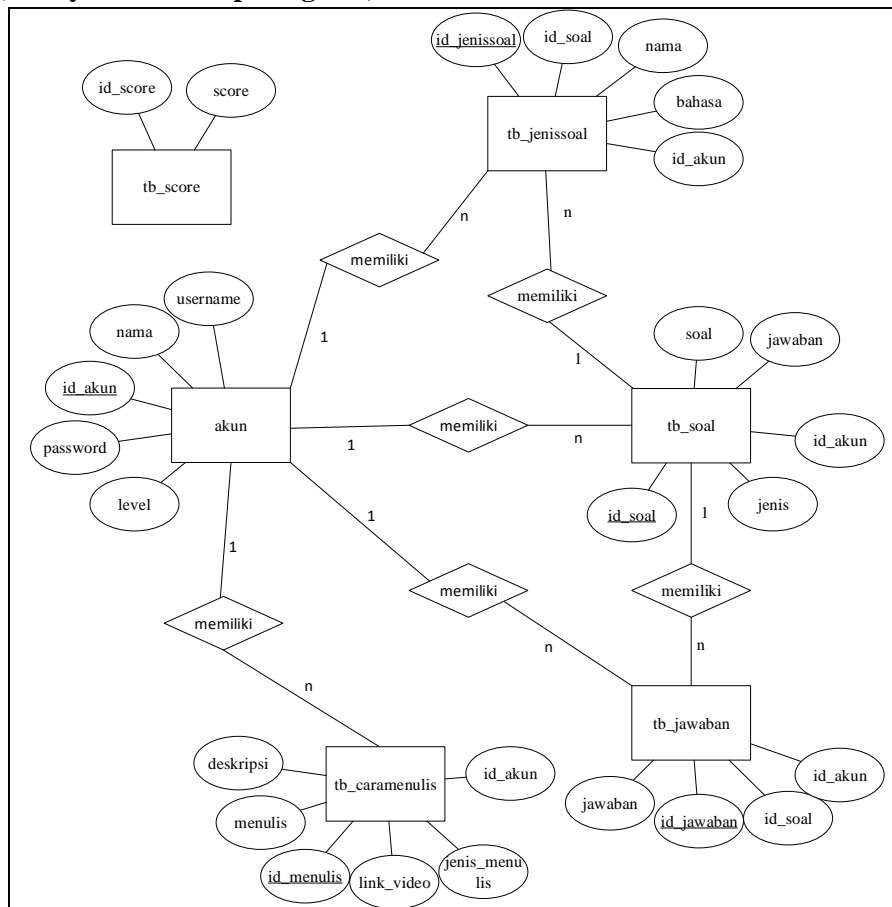 id_jenissoal
id_soal
nama
id_score
score
bahasa
tb_jenissoal
id_akun
tb_score
n
n
memiliki
memiliki
username
nama
soal
jawaban
1
1
id_akun
akun
memiliki
tb_soal
1
n
id_akun
password
level
id_soal
jenis
1
1
1
memiliki
memiliki
memiliki
n
n
n
tb_jawaban
deskripsi
id_akun
tb_caramenulis
id_akun
menulis
jawaban
id_jawaban
id_soal
id_menulis
link_video
jenis_menu
lis